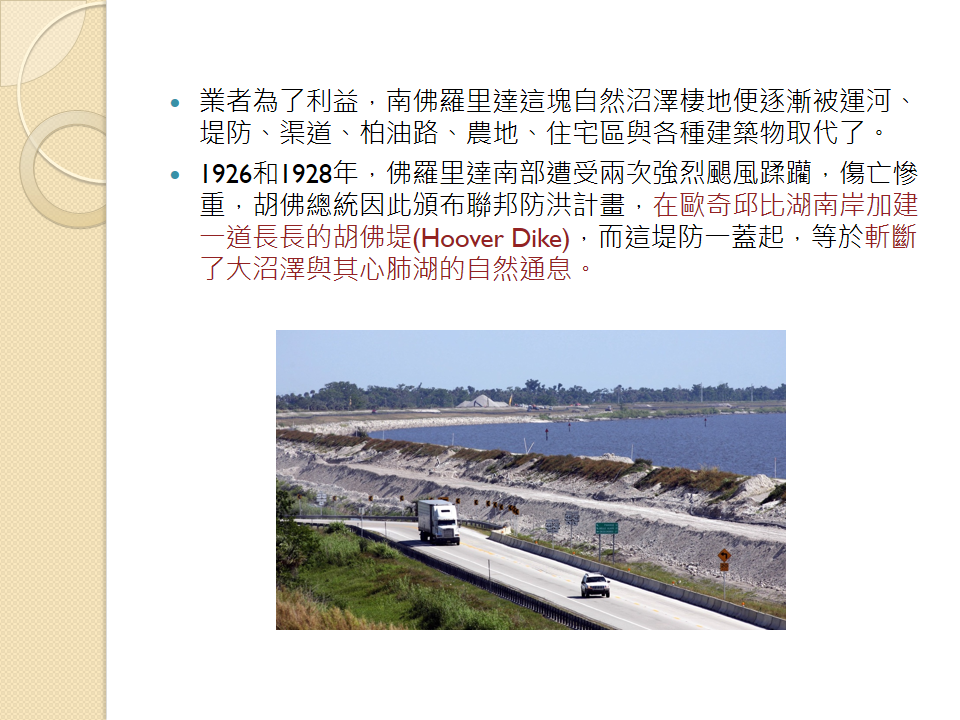 業者為了利益，南佛羅里達這塊自然沼澤棲地便逐漸被運河、
堤防、渠道、柏油路、農地、住宅區與各種建築物取代了。
1926和1928年，佛羅里達南部遭受兩次強烈颶風蹂躪，傷亡慘
重，胡佛總統因此頒布聯邦防洪計畫，在歐奇邱比湖南岸加建
一道長長的胡佛堤(Hoover Dike)，而這堤防一蓋起，等於斬斷
了大沼澤與其心肺湖的自然通息。